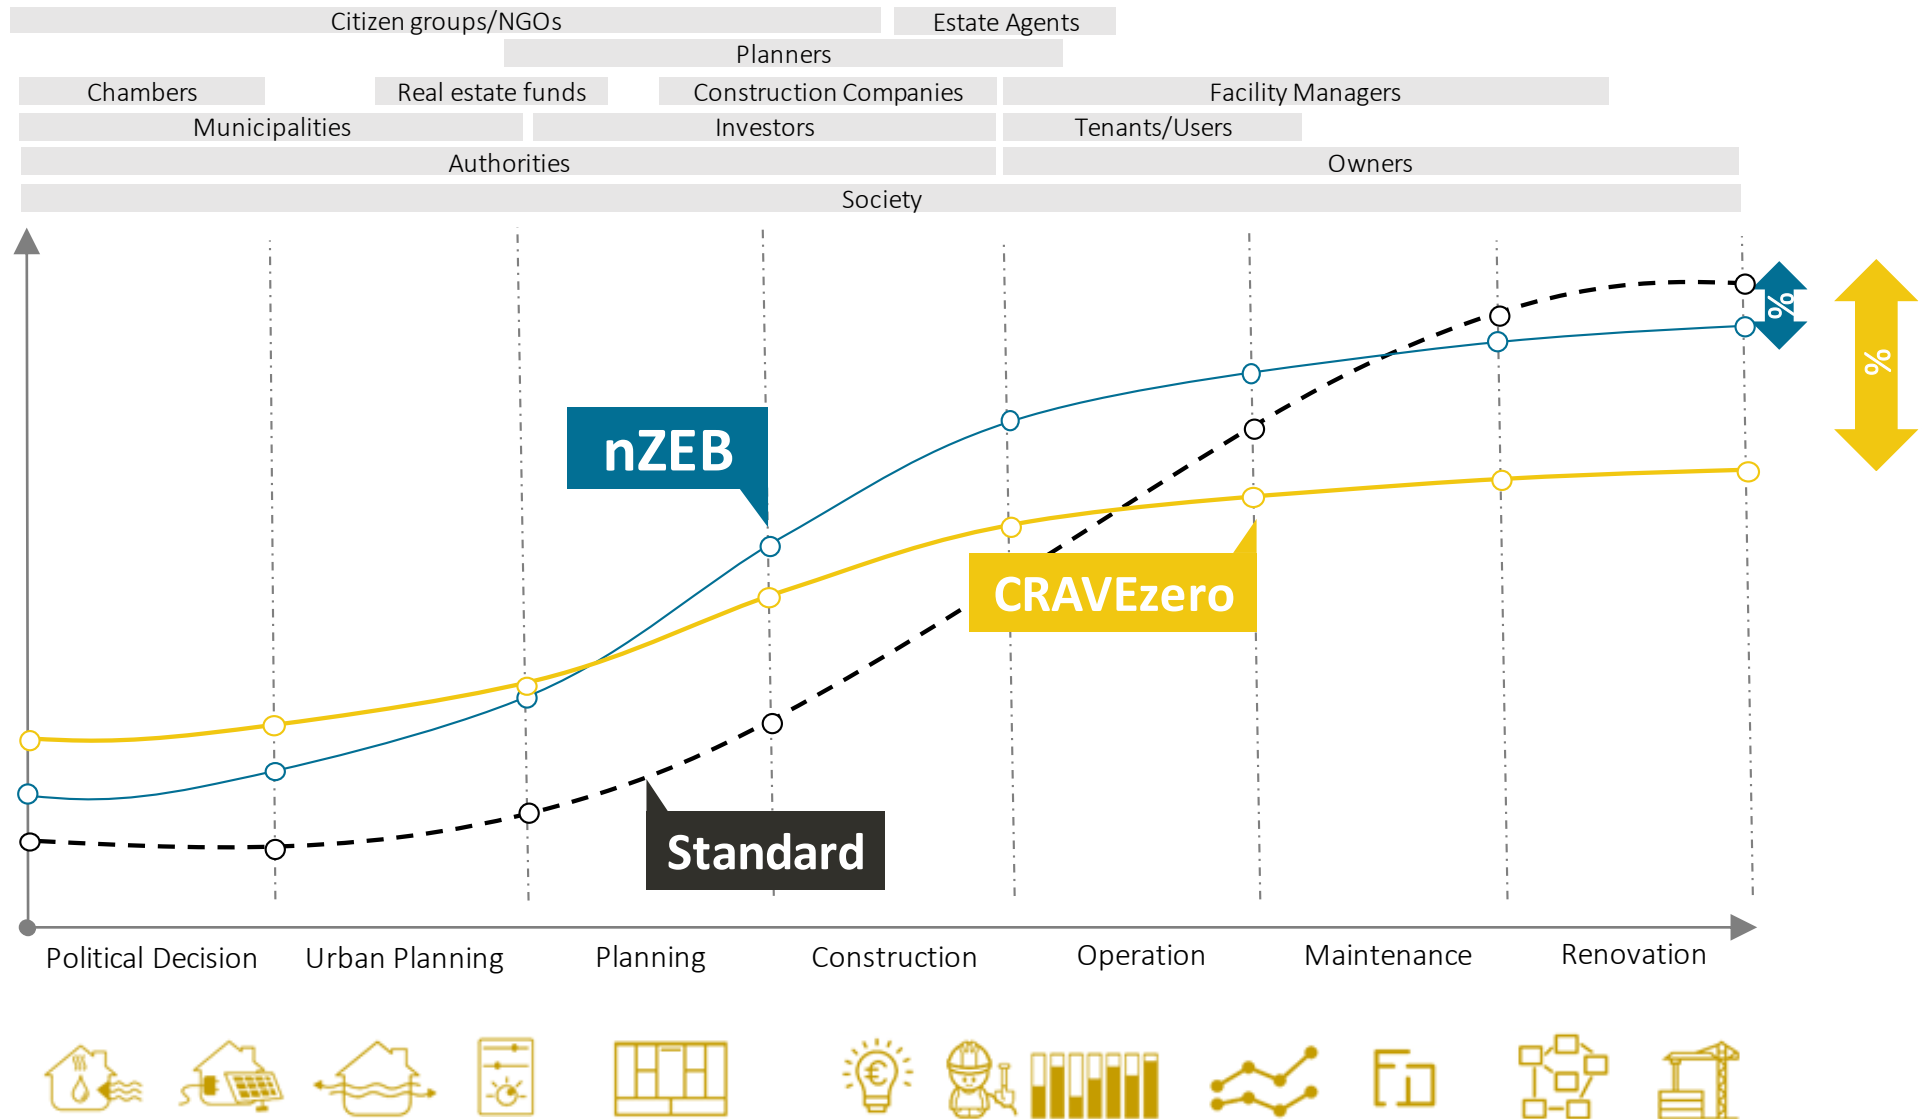 Citizen groups/NGOs
Estate Agents
Planners
Chambers
Real estate funds
Construction Companies
Facility Managers
Municipalities
Investors
Tenants/Users
Authorities
Owners
Society
%
%
nZEB
CRAVEzero
Standard
Political Decision
Urban Planning
Planning
Construction
Operation
Maintenance
Renovation
€